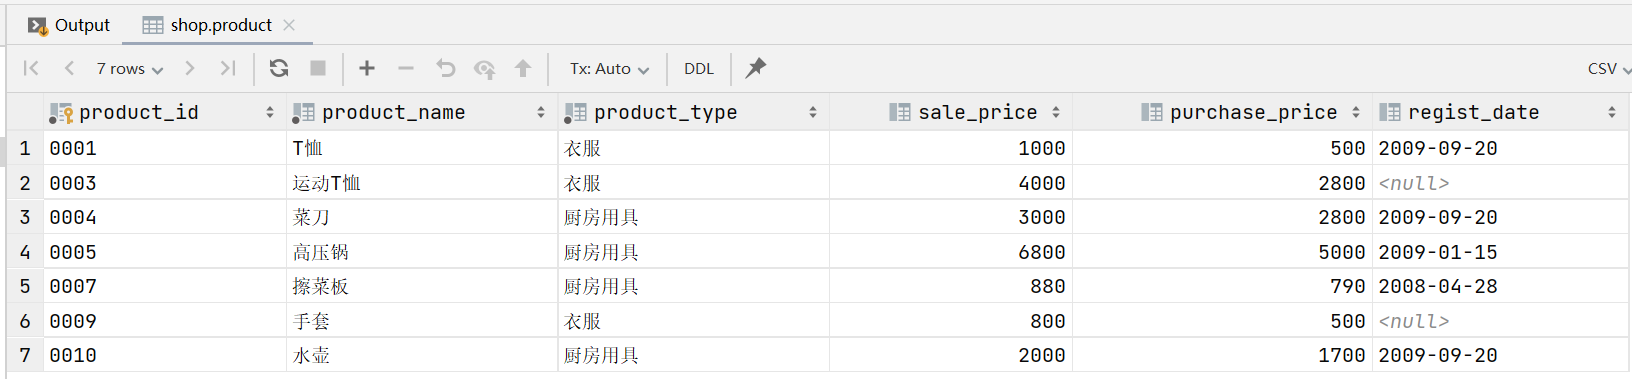 Output shop.product
7 rows Tx: Auto DDL CSV
product_id product_name product_type sale_price purchase_price regist_date
1 0001 T恤 衣服 1000 500 2009-09-20
2 0003 运动T恤 衣服 4000 2800 <null>
3 0004 菜刀 厨房用具 3000 2800 2009-09-20
4 0005 高压锅 厨房用具 6800 5000 2009-01-15
5 0007 擦菜板 厨房用具 880 790 2008-04-28
6 0009 手套 衣服 800 500 <null>
7 0010 水壶 厨房用具 2000 1700 2009-09-20